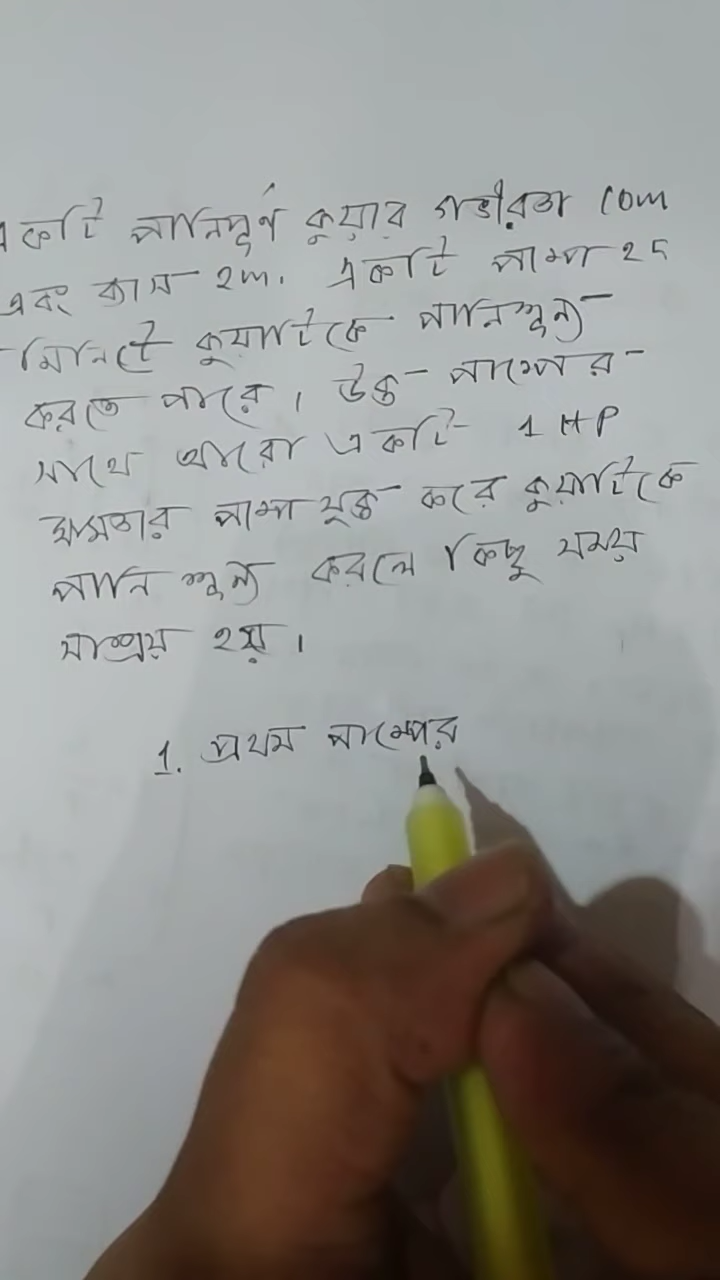 একটি পানিপূর্ণ কুয়ার গভীরতা 10m
এবং ব্যাস 2m. একটি পাম্প 25
মিনিটে কুয়াটিকে পানিশূন্য
করতে পারে। উক্ত পাম্পের
সাথে আরো একটি 1 HP
ক্ষমতার পাম্প যুক্ত করে কুয়াটিকে
পানি শূন্য করলে কিছু সময়
সাশ্রয় হয়।
1. প্রথম পাম্পের